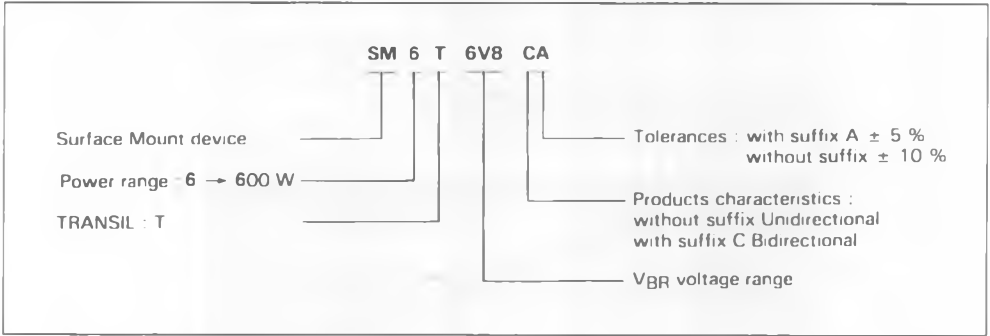 SM 6 T 6V8 CA
Surface Mount device
Power range 6 → 600 W
TRANSIL : T
Tolerances : with suffix A ± 5 %
without suffix ± 10 %
Products characteristics :
without suffix Unidirectional
with suffix C Bidirectional
VBR voltage range